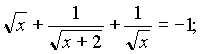 √x + 1/√(x+2) + 1/√x = −1;